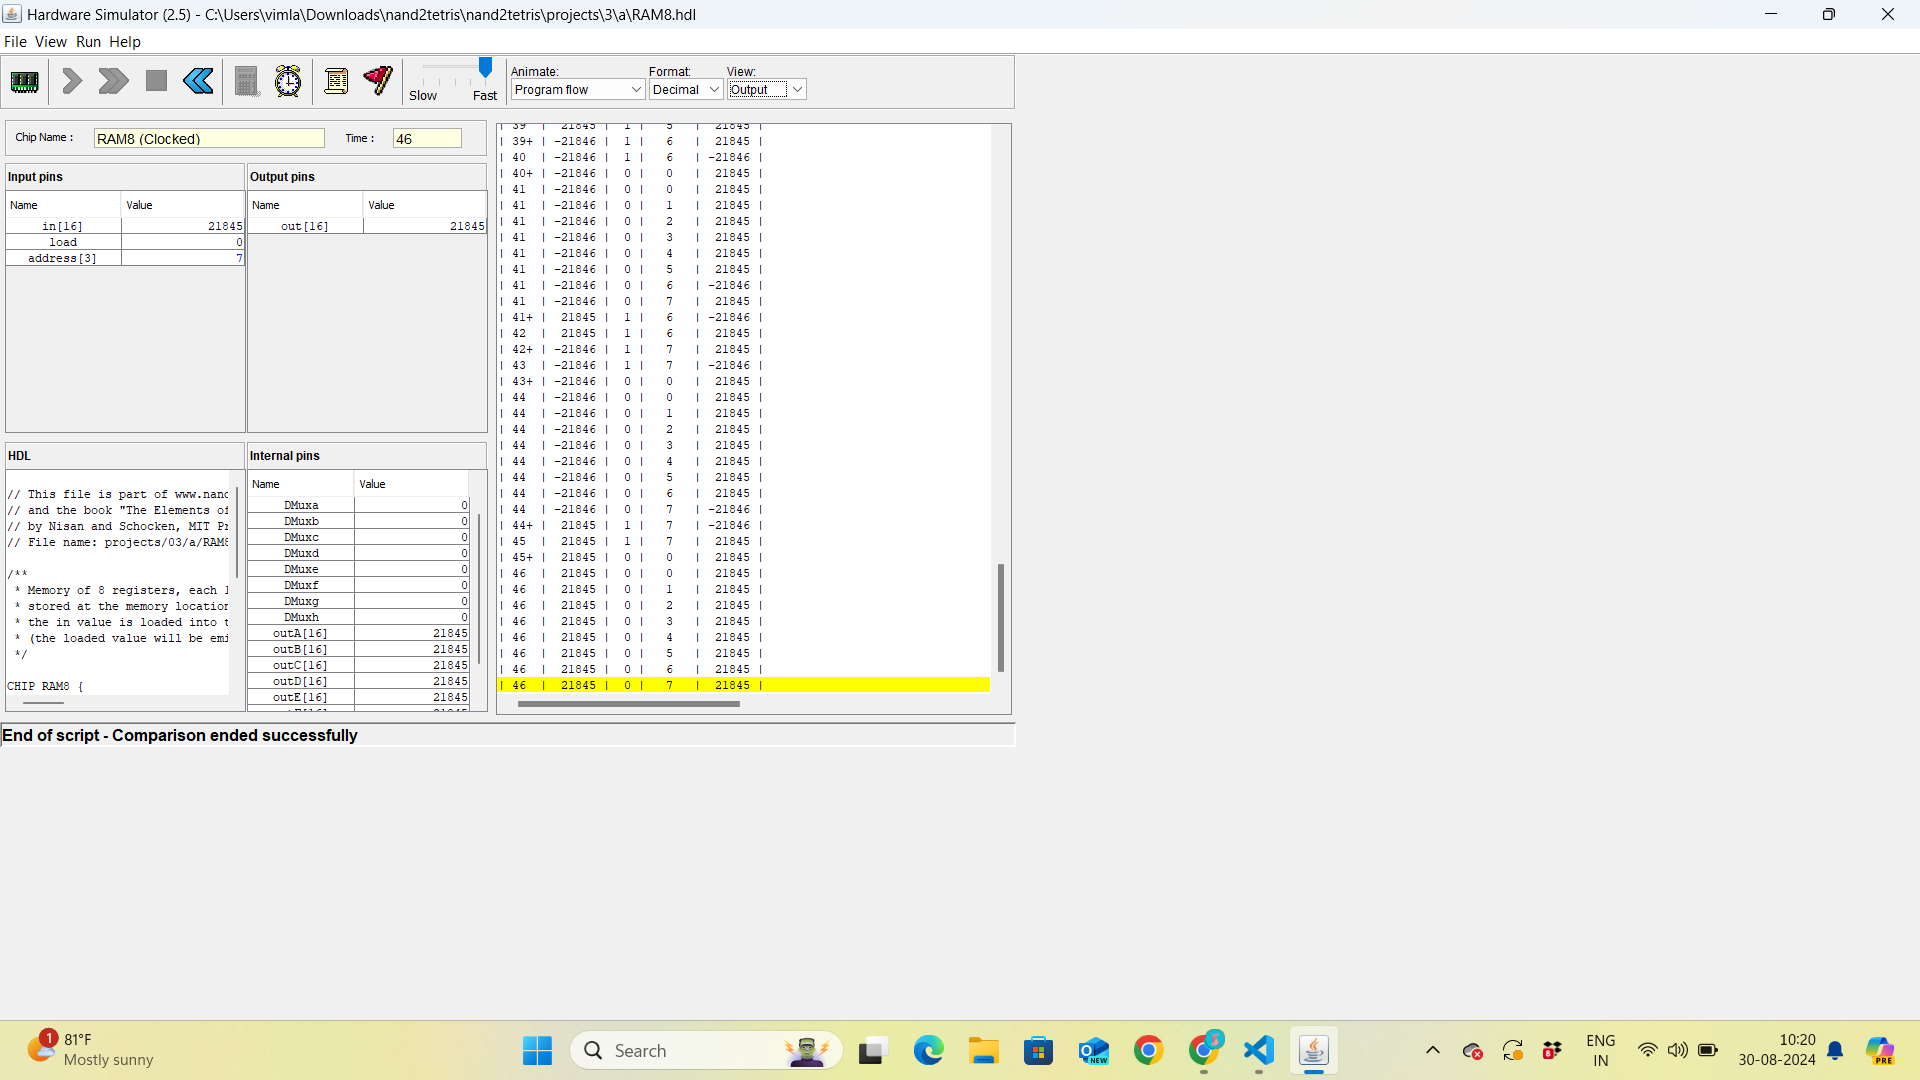 Hardware Simulator (2.5) - C:\Users\vimla\Downloads\nand2tetris\nand2tetris\projects\3\a\RAM8.hdl
File View Run Help
Slow Fast
Animate:
Program flow
Format:
Decimal
View:
Output
Chip Name : RAM8 (Clocked) Time : 46
Input pins
Name Value
in[16] 21845
load 0
address[3] 7
Output pins
Name Value
out[16] 21845
HDL
// This file is part of www.nand
// and the book "The Elements of
// by Nisan and Schocken, MIT Pr
// File name: projects/03/a/RAM8
/**
* Memory of 8 registers, each 1
* stored at the memory location
* the in value is loaded into t
* (the loaded value will be emi
*/
CHIP RAM8 {
Internal pins
Name Value
DMuxa 0
DMuxb 0
DMuxc 0
DMuxd 0
DMuxe 0
DMuxf 0
DMuxg 0
DMuxh 0
outA[16] 21845
outB[16] 21845
outC[16] 21845
outD[16] 21845
outE[16] 21845
| 39 | 21845 | 1 | 5 | 21845 |
| 39+ | -21846 | 1 | 6 | 21845 |
| 40 | -21846 | 1 | 6 | -21846 |
| 40+ | -21846 | 0 | 0 | 21845 |
| 41 | -21846 | 0 | 0 | 21845 |
| 41 | -21846 | 0 | 1 | 21845 |
| 41 | -21846 | 0 | 2 | 21845 |
| 41 | -21846 | 0 | 3 | 21845 |
| 41 | -21846 | 0 | 4 | 21845 |
| 41 | -21846 | 0 | 5 | 21845 |
| 41 | -21846 | 0 | 6 | -21846 |
| 41 | -21846 | 0 | 7 | 21845 |
| 41+ | 21845 | 1 | 6 | -21846 |
| 42 | 21845 | 1 | 6 | 21845 |
| 42+ | -21846 | 1 | 7 | 21845 |
| 43 | -21846 | 1 | 7 | -21846 |
| 43+ | -21846 | 0 | 0 | 21845 |
| 44 | -21846 | 0 | 0 | 21845 |
| 44 | -21846 | 0 | 1 | 21845 |
| 44 | -21846 | 0 | 2 | 21845 |
| 44 | -21846 | 0 | 3 | 21845 |
| 44 | -21846 | 0 | 4 | 21845 |
| 44 | -21846 | 0 | 5 | 21845 |
| 44 | -21846 | 0 | 6 | 21845 |
| 44 | -21846 | 0 | 7 | -21846 |
| 44+ | 21845 | 1 | 7 | -21846 |
| 45 | 21845 | 1 | 7 | 21845 |
| 45+ | 21845 | 0 | 0 | 21845 |
| 46 | 21845 | 0 | 0 | 21845 |
| 46 | 21845 | 0 | 1 | 21845 |
| 46 | 21845 | 0 | 2 | 21845 |
| 46 | 21845 | 0 | 3 | 21845 |
| 46 | 21845 | 0 | 4 | 21845 |
| 46 | 21845 | 0 | 5 | 21845 |
| 46 | 21845 | 0 | 6 | 21845 |
| 46 | 21845 | 0 | 7 | 21845 |
End of script - Comparison ended successfully
1
81°F
Mostly sunny
Search
NEW
8
ENG
IN
10:20
30-08-2024
PRE